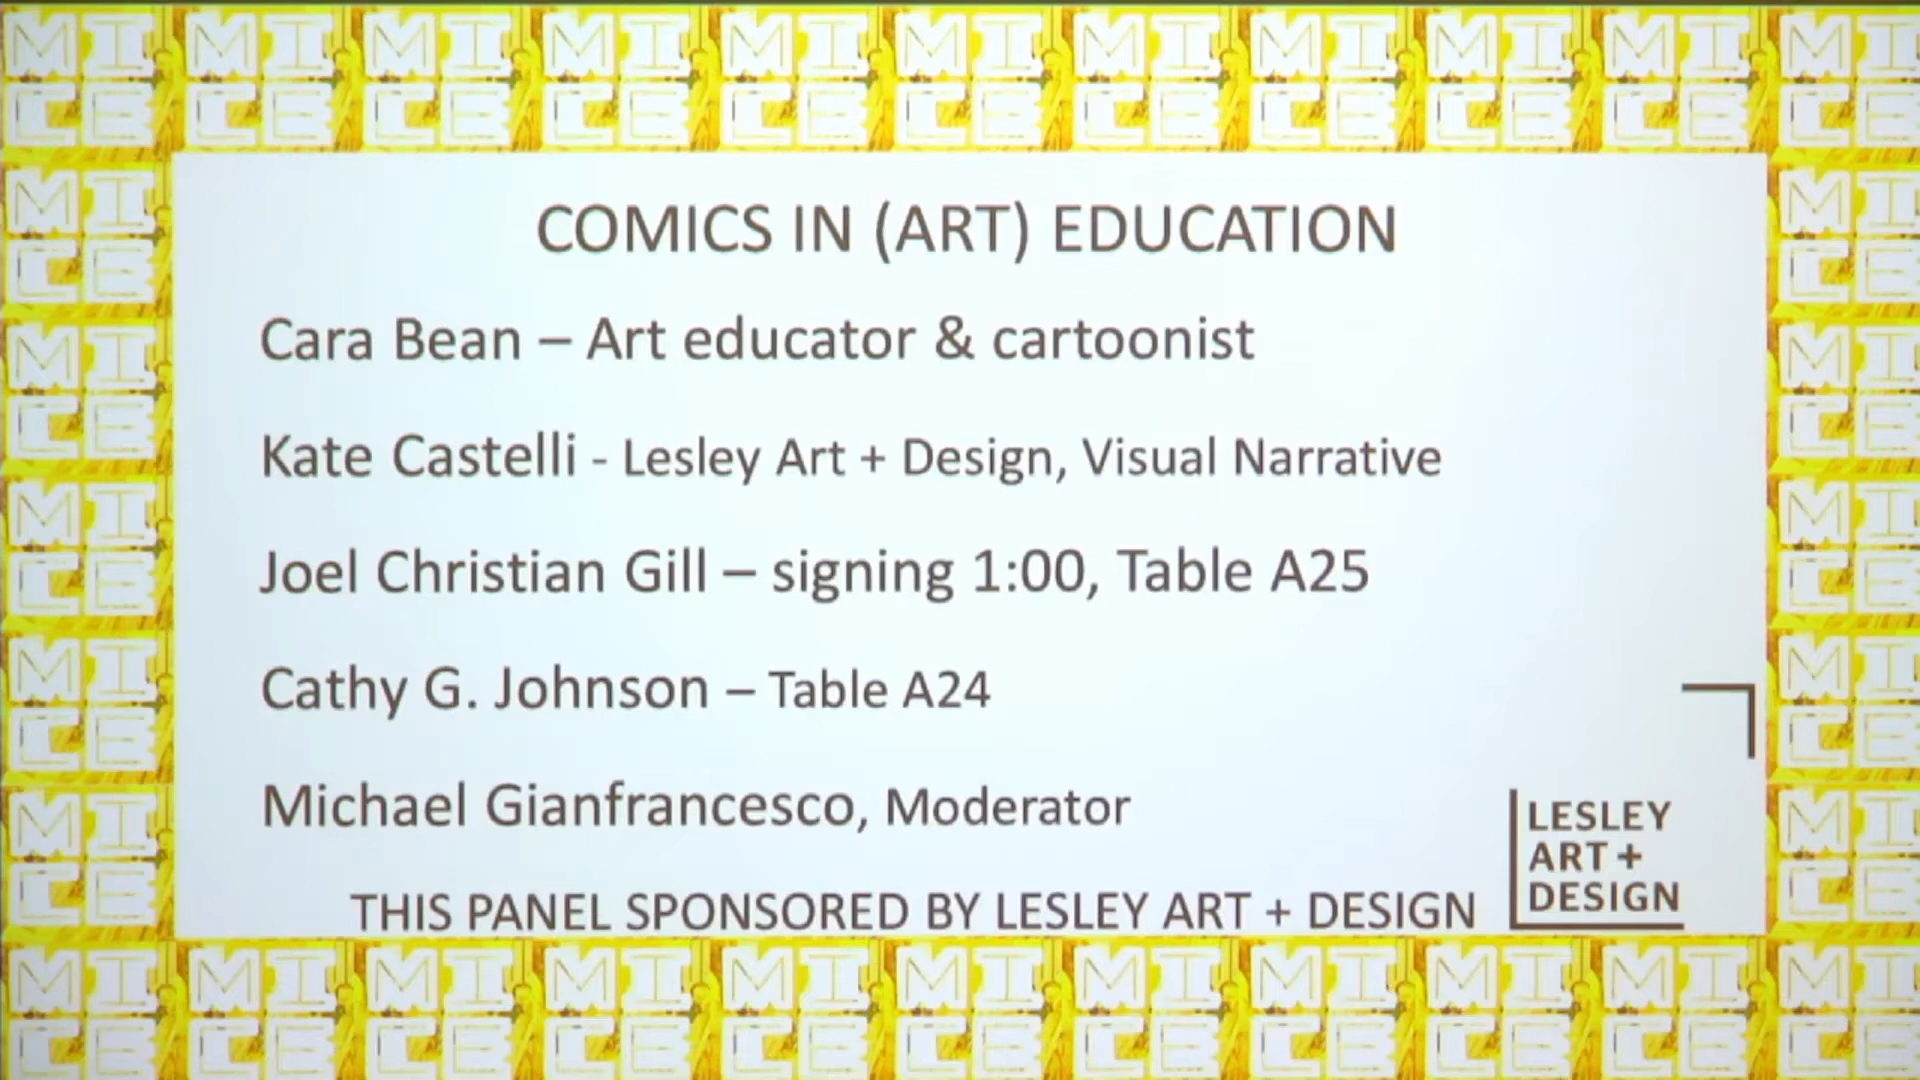 COMICS IN (ART) EDUCATION
Cara Bean – Art educator & cartoonist
Kate Castelli - Lesley Art + Design, Visual Narrative
Joel Christian Gill – signing 1:00, Table A25
Cathy G. Johnson – Table A24
Michael Gianfrancesco, Moderator
THIS PANEL SPONSORED BY LESLEY ART + DESIGN
LESLEY
ART +
DESIGN
MI
CE